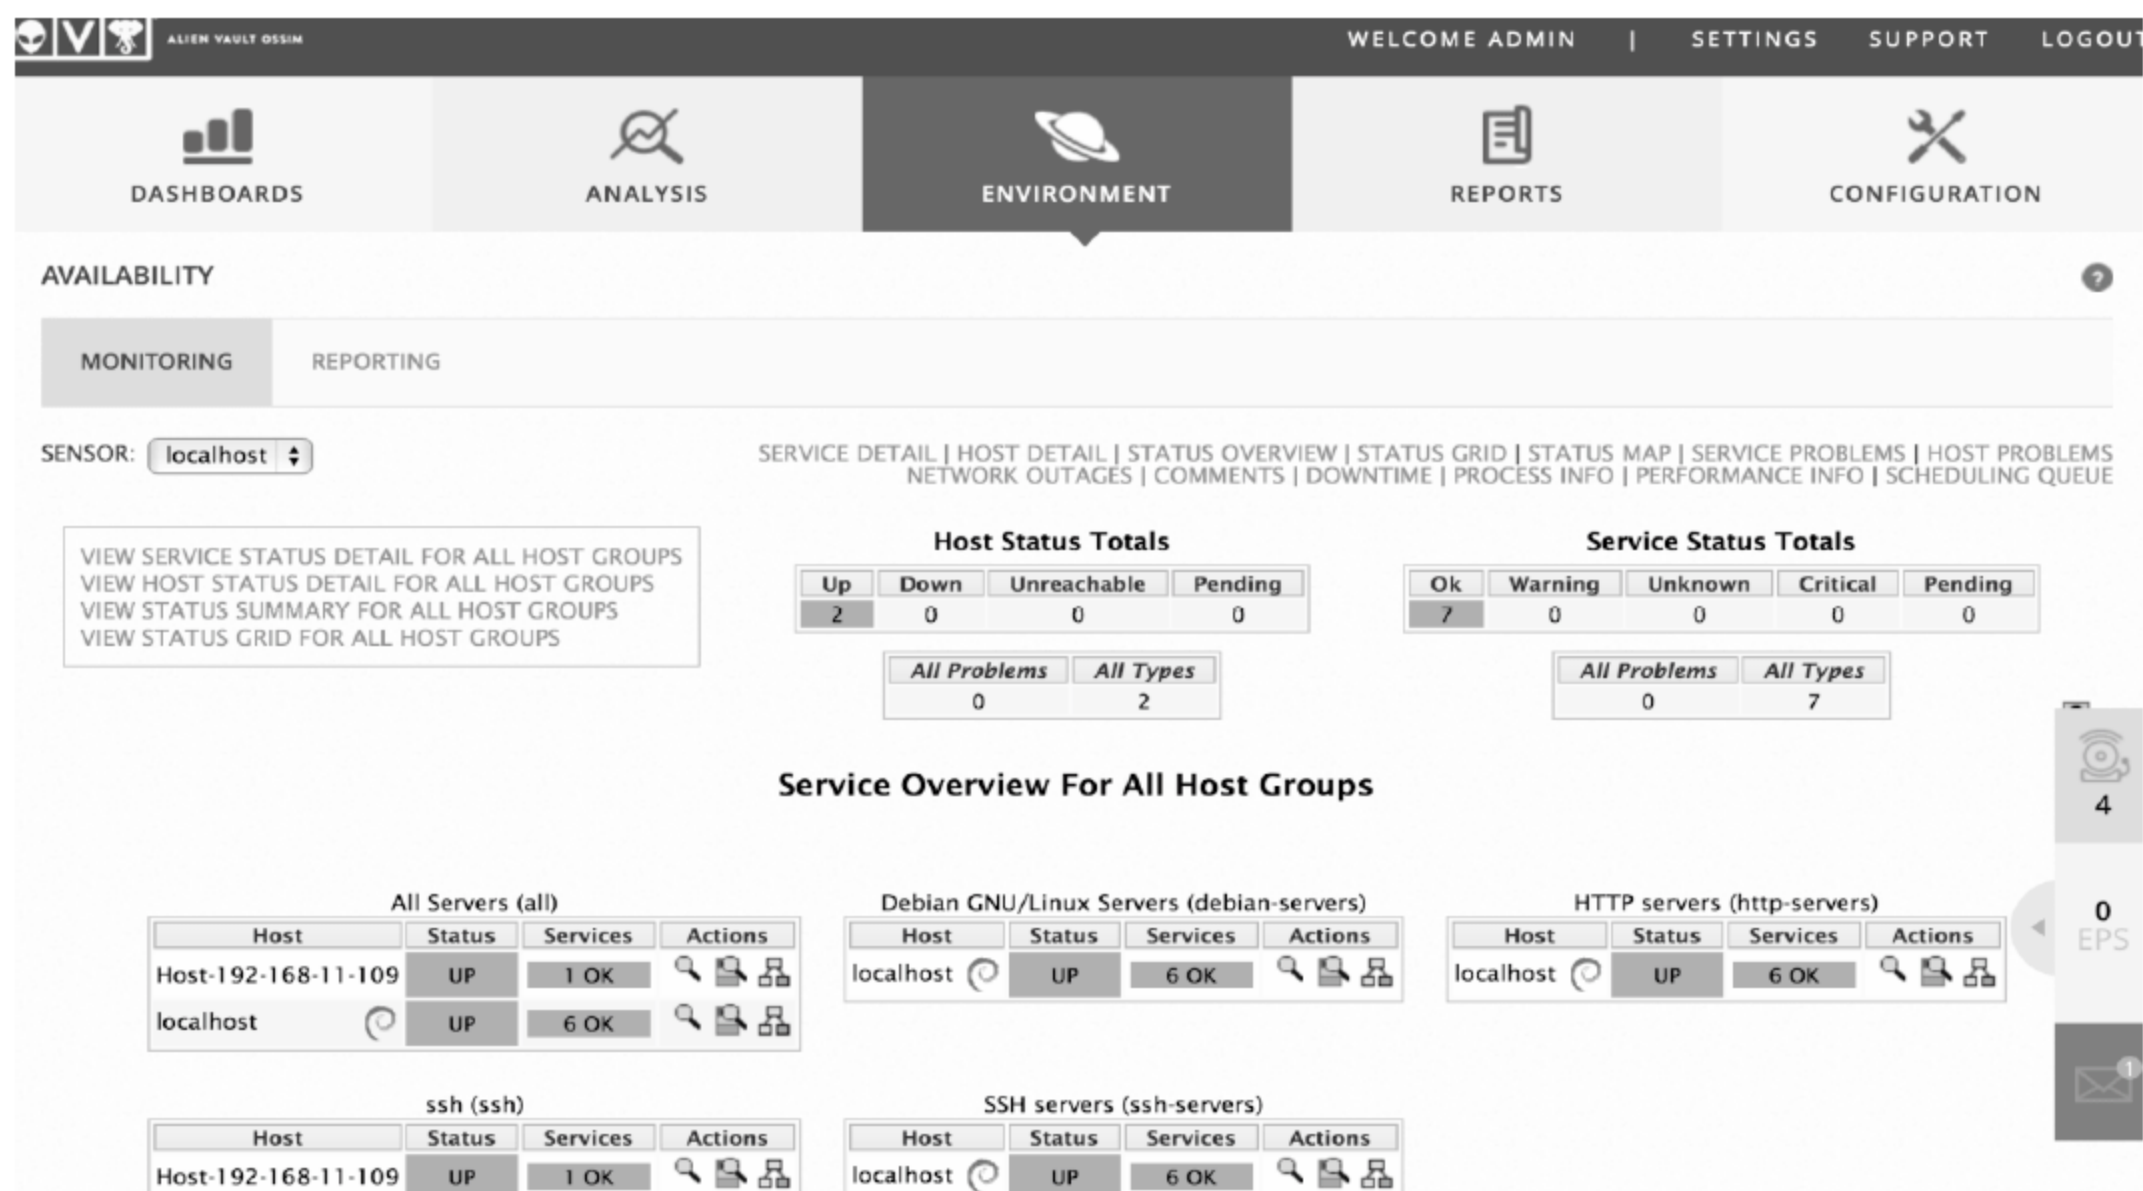 V
ALIEN VAULT OSSIM
WELCOME ADMIN | SETTINGS SUPPORT LOGOUT
DASHBOARDS ANALYSIS ENVIRONMENT REPORTS CONFIGURATION
AVAILABILITY ?
MONITORING REPORTING
SENSOR: localhost
SERVICE DETAIL | HOST DETAIL | STATUS OVERVIEW | STATUS GRID | STATUS MAP | SERVICE PROBLEMS | HOST PROBLEMS
NETWORK OUTAGES | COMMENTS | DOWNTIME | PROCESS INFO | PERFORMANCE INFO | SCHEDULING QUEUE
VIEW SERVICE STATUS DETAIL FOR ALL HOST GROUPS
VIEW HOST STATUS DETAIL FOR ALL HOST GROUPS
VIEW STATUS SUMMARY FOR ALL HOST GROUPS
VIEW STATUS GRID FOR ALL HOST GROUPS
Host Status Totals
Up Down Unreachable Pending
2 0 0 0
All Problems All Types
0 2
Service Status Totals
Ok Warning Unknown Critical Pending
7 0 0 0 0
All Problems All Types
0 7
4
0
EPS
1
Service Overview For All Host Groups
All Servers (all)
Host Status Services Actions
Host-192-168-11-109 UP 1 OK
localhost UP 6 OK
Debian GNU/Linux Servers (debian-servers)
Host Status Services Actions
localhost UP 6 OK
HTTP servers (http-servers)
Host Status Services Actions
localhost UP 6 OK
ssh (ssh)
Host Status Services Actions
Host-192-168-11-109 UP 1 OK
SSH servers (ssh-servers)
Host Status Services Actions
localhost UP 6 OK